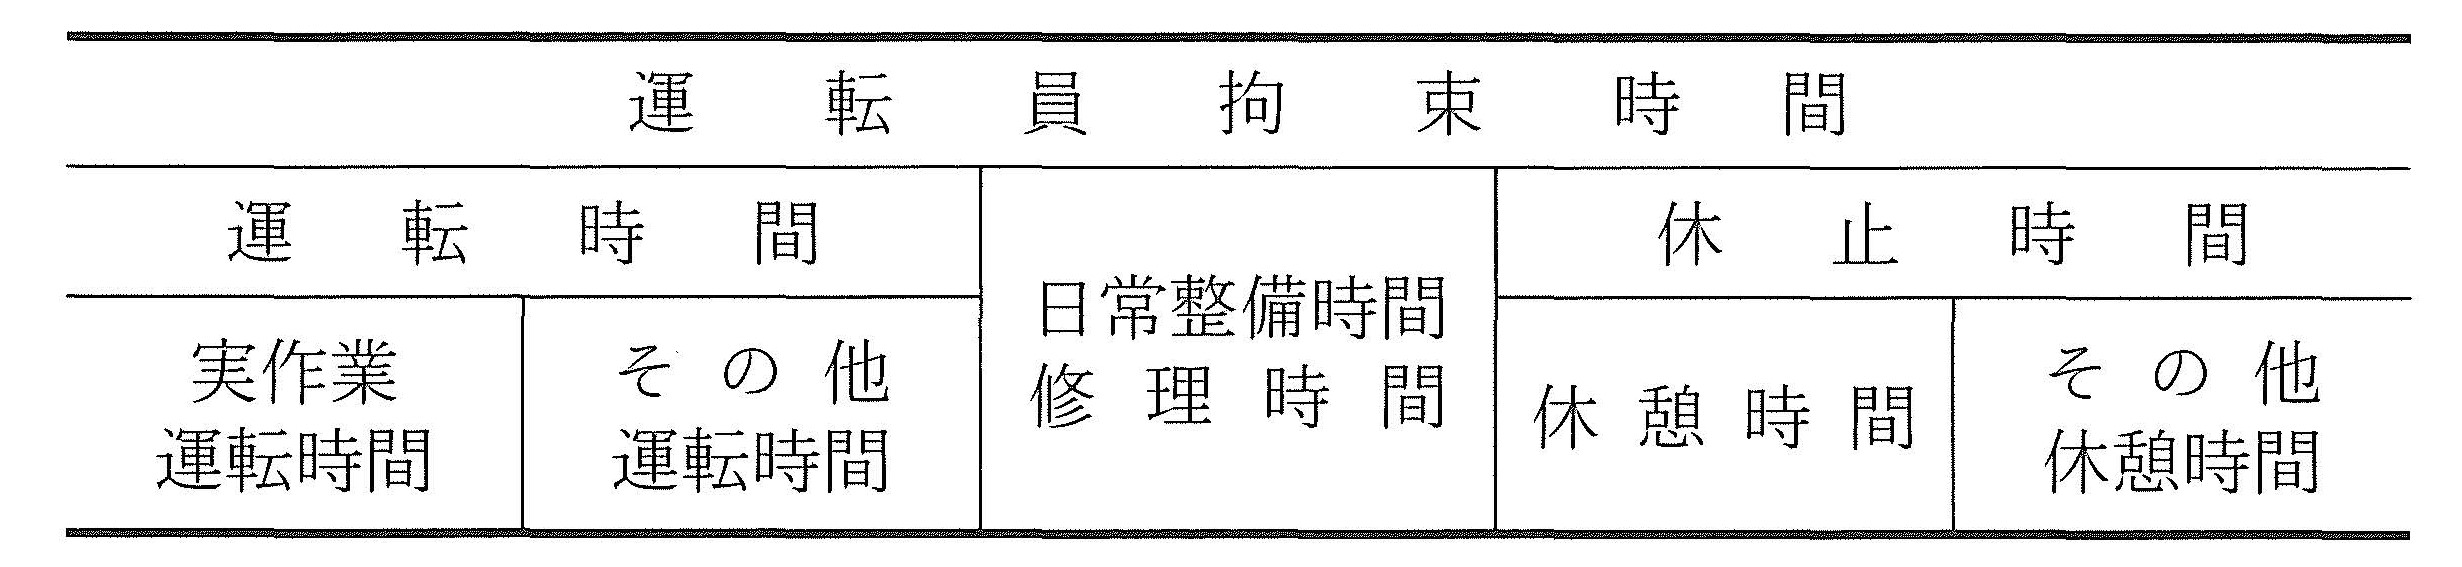 運転員拘束時間
運転時間
日常整備時間
修理時間
休止時間
実作業
運転時間
その他
運転時間
休憩時間
その他
休憩時間